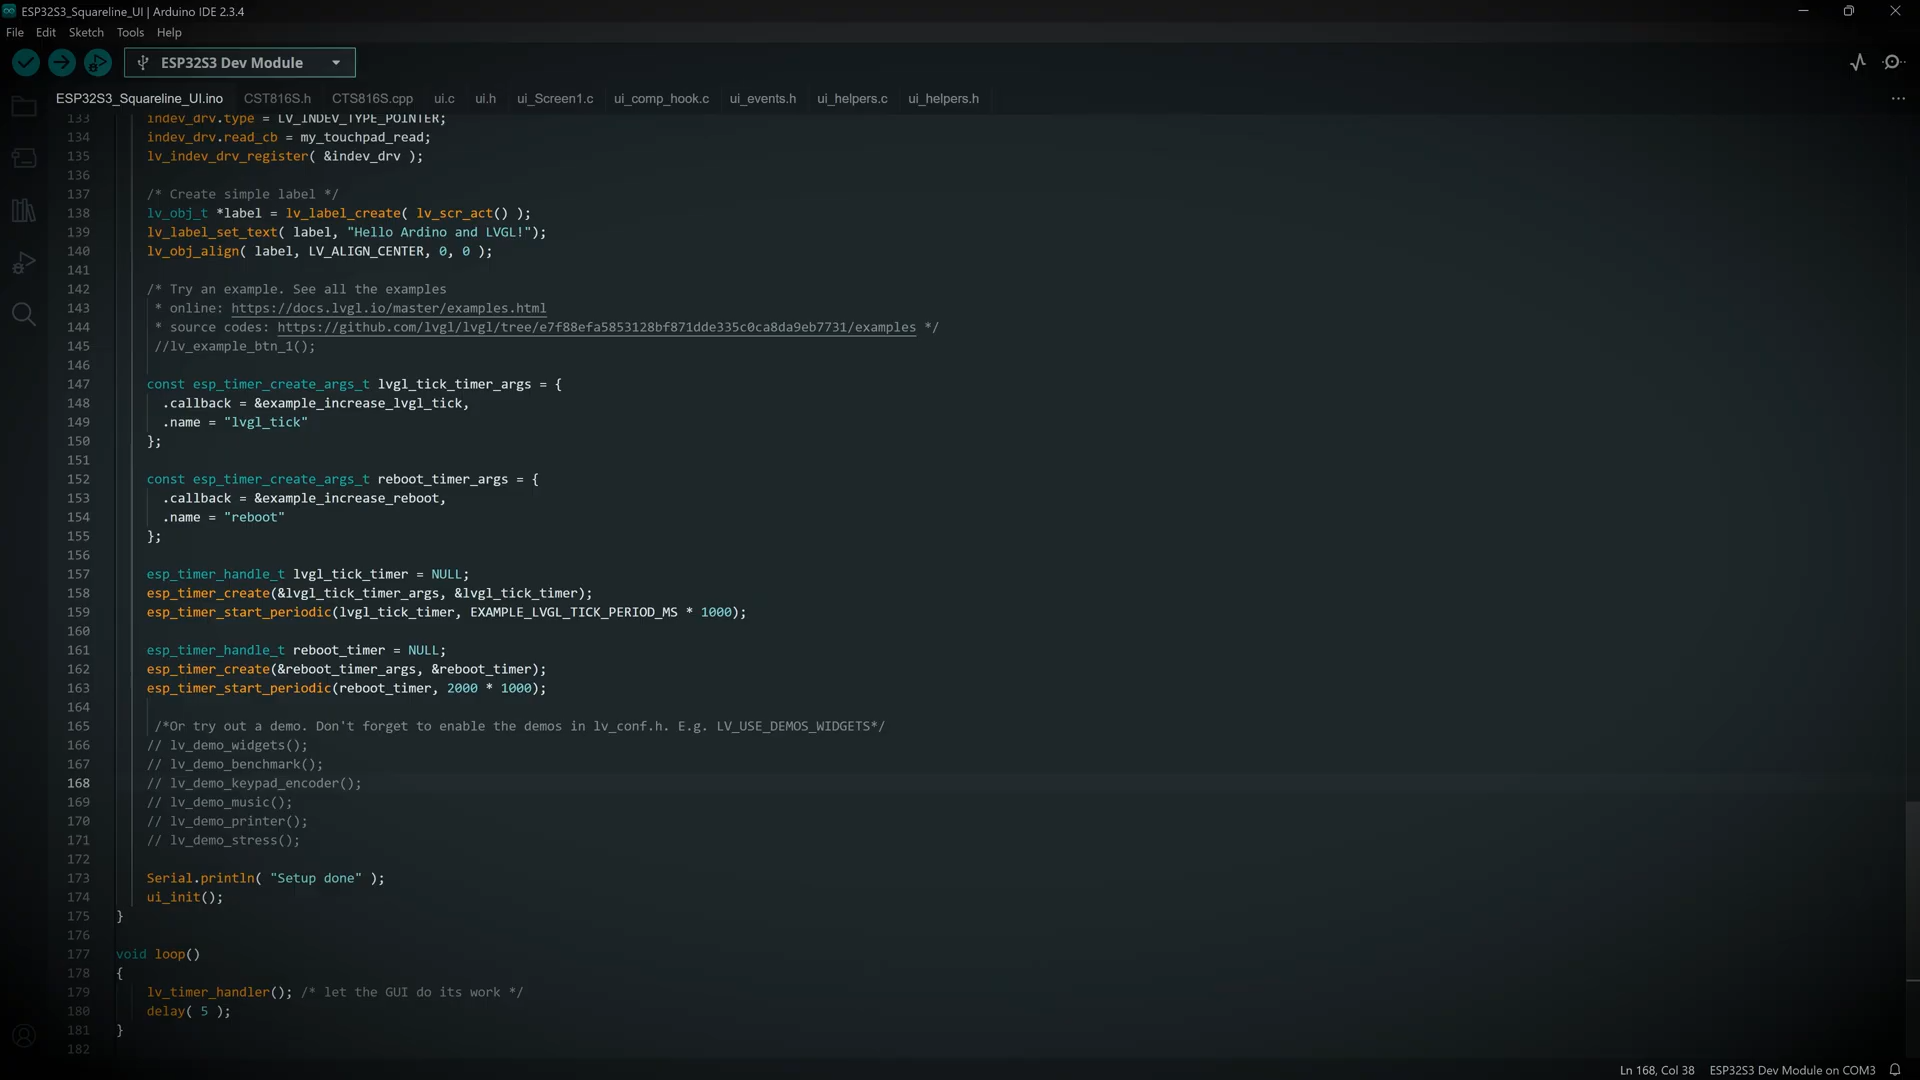 ESP32S3_Squareline_UI | Arduino IDE 2.3.4
File Edit Sketch Tools Help
ESP32S3 Dev Module
ESP32S3_Squareline_UI.ino CST816S.h CTS816S.cpp ui.c ui.h ui_Screen1.c ui_comp_hook.c ui_events.h ui_helpers.c ui_helpers.h
133 indev_drv.type = LV_INDEV_TYPE_POINTER;
134 indev_drv.read_cb = my_touchpad_read;
135 lv_indev_drv_register( &indev_drv );
136
137 /* Create simple label */
138 lv_obj_t *label = lv_label_create( lv_scr_act() );
139 lv_label_set_text( label, "Hello Ardino and LVGL!");
140 lv_obj_align( label, LV_ALIGN_CENTER, 0, 0 );
141
142 /* Try an example. See all the examples
143 * online: https://docs.lvgl.io/master/examples.html
144 * source codes: https://github.com/lvgl/lvgl/tree/e7f88efa5853128bf871dde335c0ca8da9eb7731/examples */
145 //lv_example_btn_1();
146
147 const esp_timer_create_args_t lvgl_tick_timer_args = {
148 .callback = &example_increase_lvgl_tick,
149 .name = "lvgl_tick"
150 };
151
152 const esp_timer_create_args_t reboot_timer_args = {
153 .callback = &example_increase_reboot,
154 .name = "reboot"
155 };
156
157 esp_timer_handle_t lvgl_tick_timer = NULL;
158 esp_timer_create(&lvgl_tick_timer_args, &lvgl_tick_timer);
159 esp_timer_start_periodic(lvgl_tick_timer, EXAMPLE_LVGL_TICK_PERIOD_MS * 1000);
160
161 esp_timer_handle_t reboot_timer = NULL;
162 esp_timer_create(&reboot_timer_args, &reboot_timer);
163 esp_timer_start_periodic(reboot_timer, 2000 * 1000);
164
165 /*Or try out a demo. Don't forget to enable the demos in lv_conf.h. E.g. LV_USE_DEMOS_WIDGETS*/
166 // lv_demo_widgets();
167 // lv_demo_benchmark();
168 // lv_demo_keypad_encoder();
169 // lv_demo_music();
170 // lv_demo_printer();
171 // lv_demo_stress();
172
173 Serial.println( "Setup done" );
174 ui_init();
175 }
176
177 void loop()
178 {
179 lv_timer_handler(); /* let the GUI do its work */
180 delay( 5 );
181 }
182
Ln 168, Col 38 ESP32S3 Dev Module on COM3